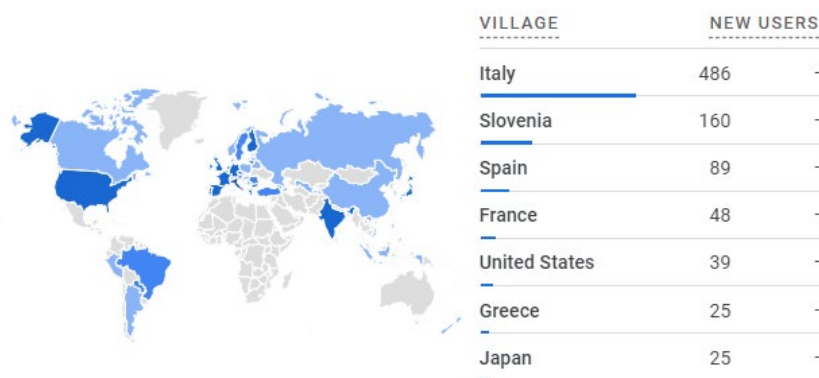 VILLAGE NEW USERS
Italy 486 -
Slovenia 160 -
Spain 89 -
France 48 -
United States 39 -
Greece 25 -
Japan 25 -